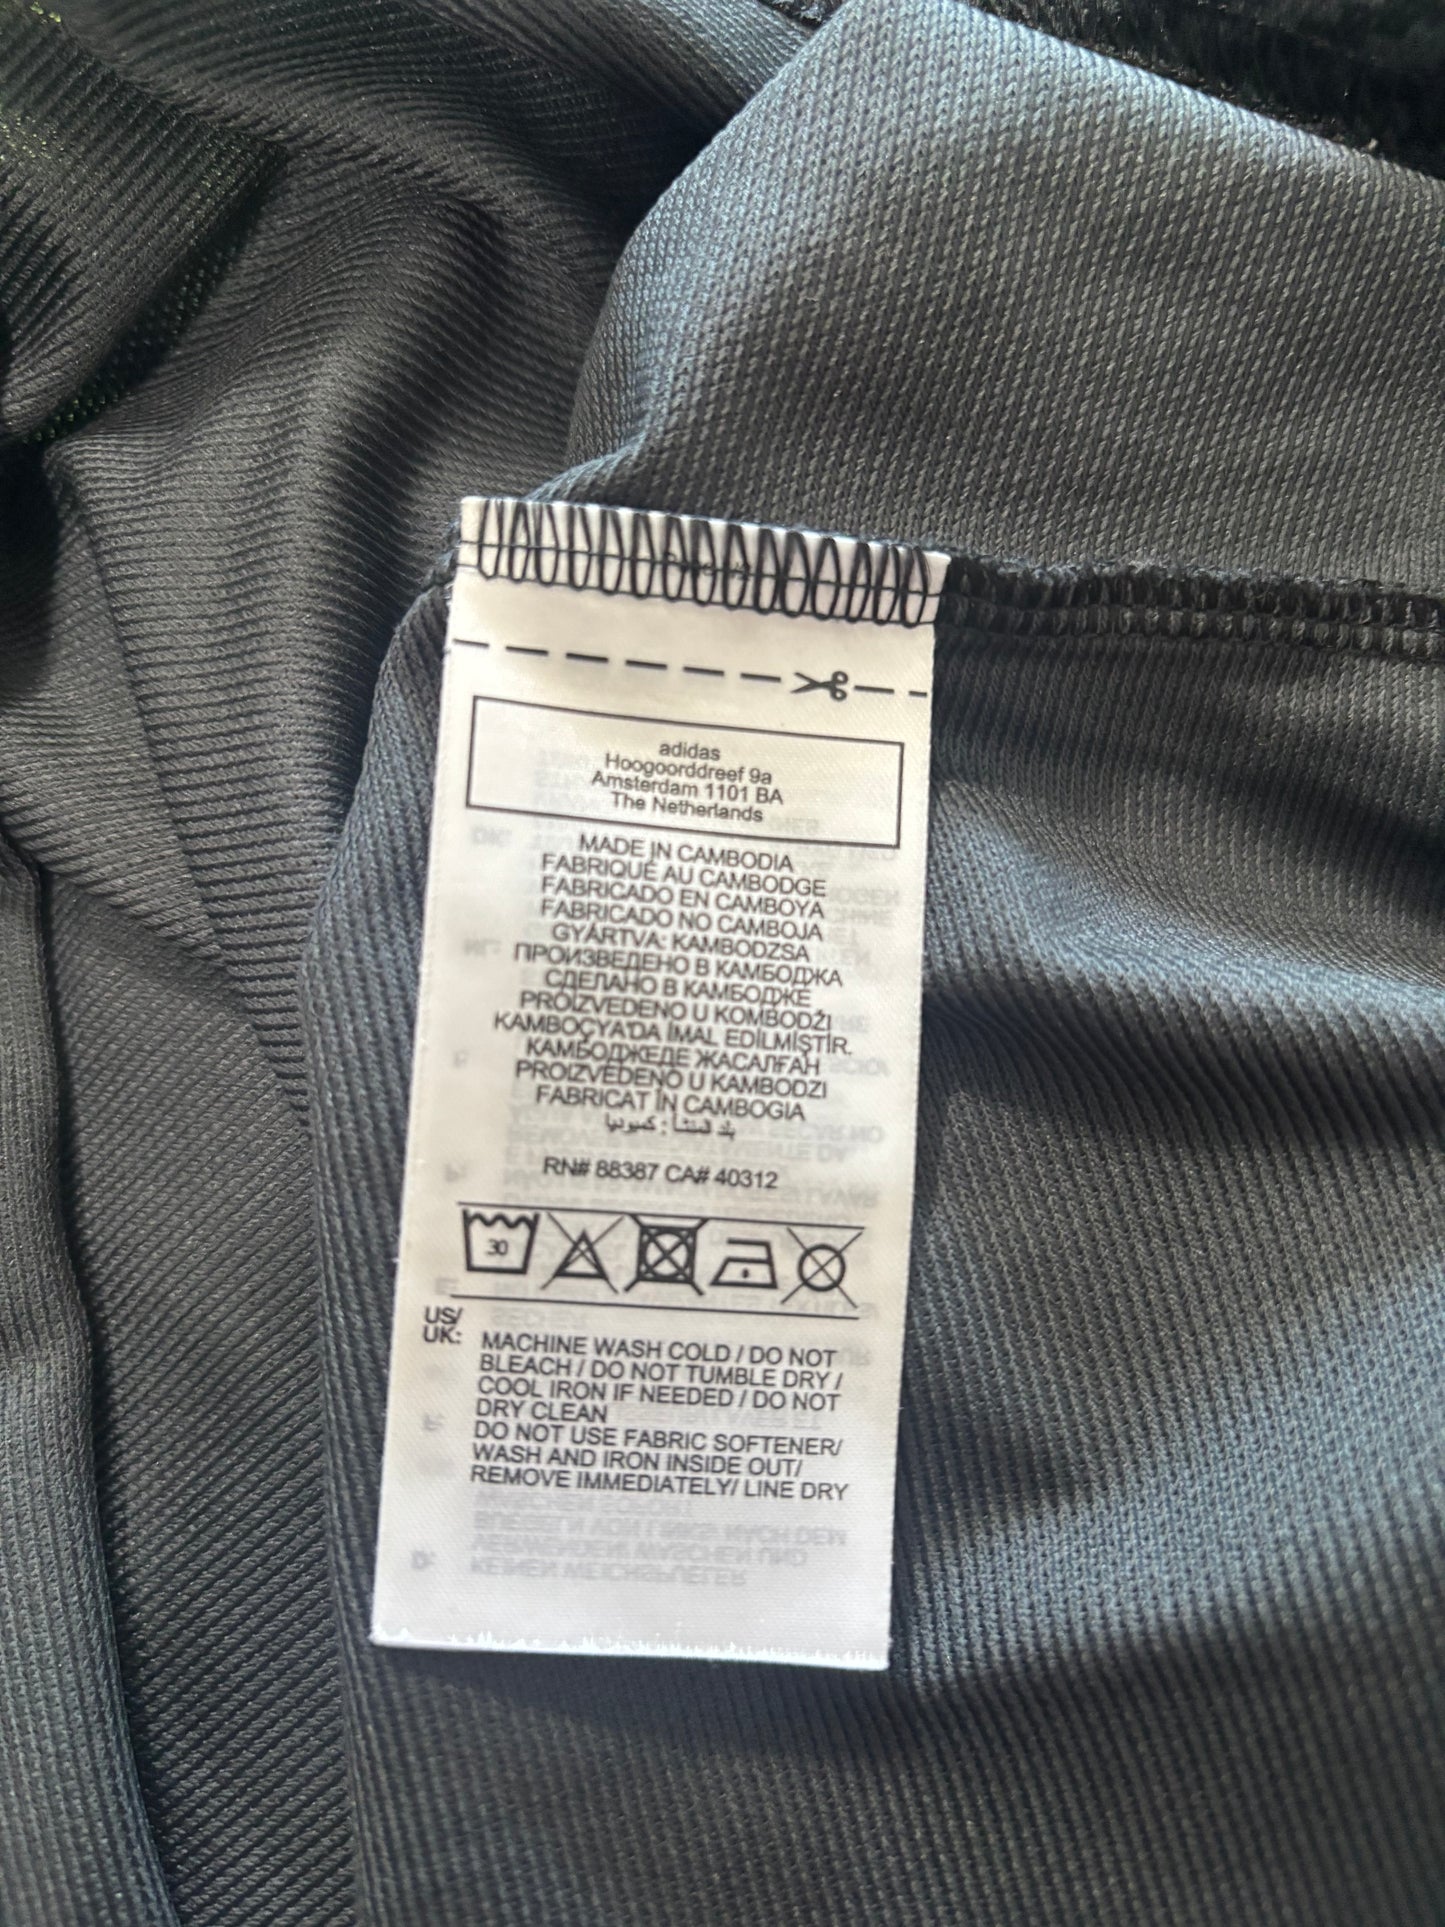 adidas
Hoogoorddreef 9a
Amsterdam 1101 BA
The Netherlands
MADE IN CAMBODIA
FABRIQUÉ AU CAMBODGE
FABRICADO EN CAMBOYA
FABRICADO NO CAMBOJA
GYÁRTVA: KAMBODZSA
ПРОИЗВЕДЕНО В КАМБОДЖА
СДЕЛАНО В КАМБОДЖЕ
PROIZVEDENO U KOMBODŽI
KAMBOÇYA'DA İMAL EDİLMİŞTİR.
КАМБОДЖЕДЕ ЖАСАЛҒАН
PROIZVEDENO U KAMBODZI
FABRICAT ÎN CAMBOGIA
بلد المنشأ: كمبوديا
RN# 88387 CA# 40312
30
US/
UK:
MACHINE WASH COLD / DO NOT
BLEACH / DO NOT TUMBLE DRY /
COOL IRON IF NEEDED / DO NOT
DRY CLEAN
DO NOT USE FABRIC SOFTENER/
WASH AND IRON INSIDE OUT/
REMOVE IMMEDIATELY/ LINE DRY